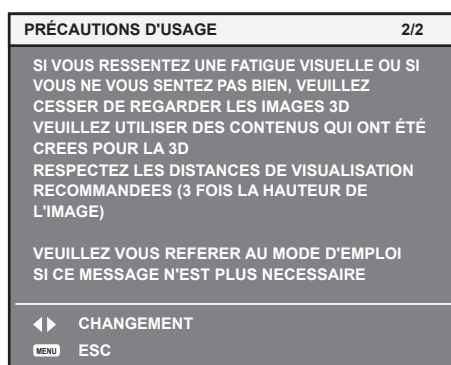 PRÉCAUTIONS D'USAGE 2/2
SI VOUS RESSENTEZ UNE FATIGUE VISUELLE OU SI
VOUS NE VOUS SENTEZ PAS BIEN, VEUILLEZ
CESSER DE REGARDER LES IMAGES 3D
VEUILLEZ UTILISER DES CONTENUS QUI ONT ÉTÉ
CREES POUR LA 3D
RESPECTEZ LES DISTANCES DE VISUALISATION
RECOMMANDEES (3 FOIS LA HAUTEUR DE
L'IMAGE)
VEUILLEZ VOUS REFERER AU MODE D'EMPLOI
SI CE MESSAGE N'EST PLUS NECESSAIRE
CHANGEMENT
MENU ESC